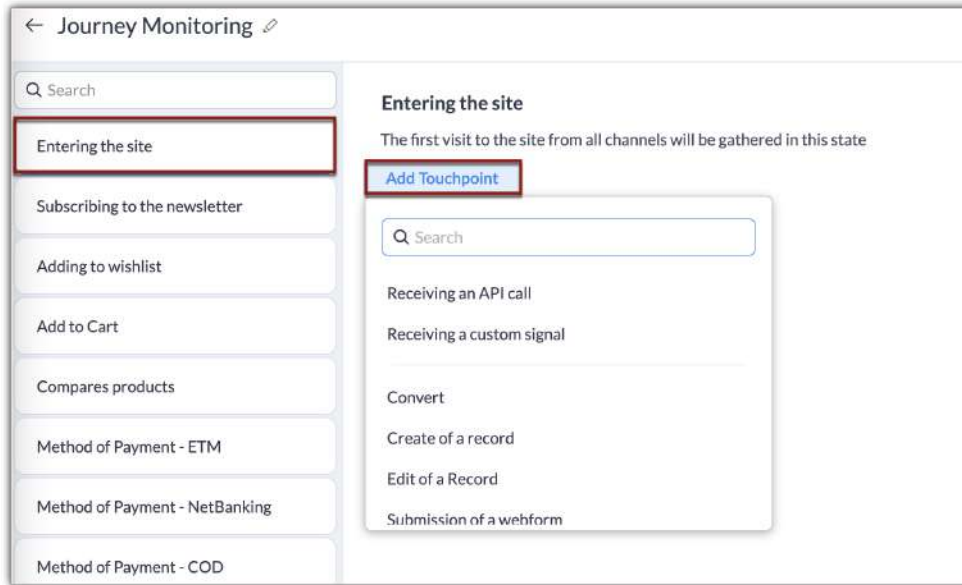 Journey Monitoring
Search
Entering the site
Subscribing to the newsletter
Adding to wishlist
Add to Cart
Compares products
Method of Payment - ETM
Method of Payment - NetBanking
Method of Payment - COD
Entering the site
The first visit to the site from all channels will be gathered in this state
Add Touchpoint
Search
Receiving an API call
Receiving a custom signal
Convert
Create of a record
Edit of a Record
Submission of a webform